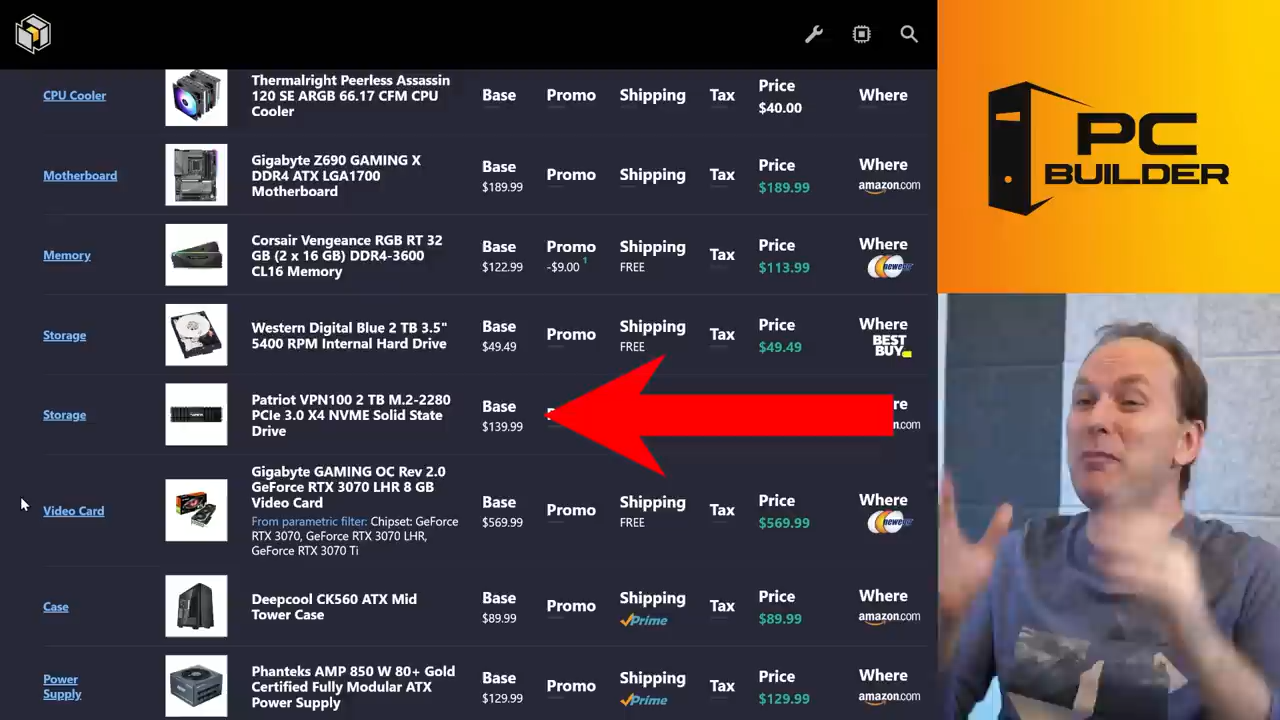 CPU Cooler
Thermalright Peerless Assassin
120 SE ARGB 66.17 CFM CPU
Cooler
Base
Promo
Shipping
Tax
Price
$40.00
Where
Motherboard
Gigabyte Z690 GAMING X
DDR4 ATX LGA1700
Motherboard
Base
$189.99
Promo
Shipping
Tax
Price
$189.99
Where
amazon.com
Memory
Corsair Vengeance RGB RT 32
GB (2 x 16 GB) DDR4-3600
CL16 Memory
Base
$122.99
Promo
-$9.00 1
Shipping
FREE
Tax
Price
$113.99
Where
newegg
Storage
Western Digital Blue 2 TB 3.5"
5400 RPM Internal Hard Drive
Base
$49.49
Promo
Shipping
FREE
Tax
Price
$49.49
Where
BEST
BUY
Storage
Patriot VPN100 2 TB M.2-2280
PCIe 3.0 X4 NVME Solid State
Drive
Base
$139.99
Video Card
Gigabyte GAMING OC Rev 2.0
GeForce RTX 3070 LHR 8 GB
Video Card
From parametric filter: Chipset: GeForce
RTX 3070, GeForce RTX 3070 LHR,
GeForce RTX 3070 Ti
Base
$569.99
Promo
Shipping
FREE
Tax
Price
$569.99
Where
newegg
Case
Deepcool CK560 ATX Mid
Tower Case
Base
$89.99
Promo
Shipping
Prime
Tax
Price
$89.99
Where
amazon.com
Power
Supply
Phanteks AMP 850 W 80+ Gold
Certified Fully Modular ATX
Power Supply
Base
$129.99
Promo
Shipping
Prime
Tax
Price
$129.99
Where
amazon.com
PC
BUILDER